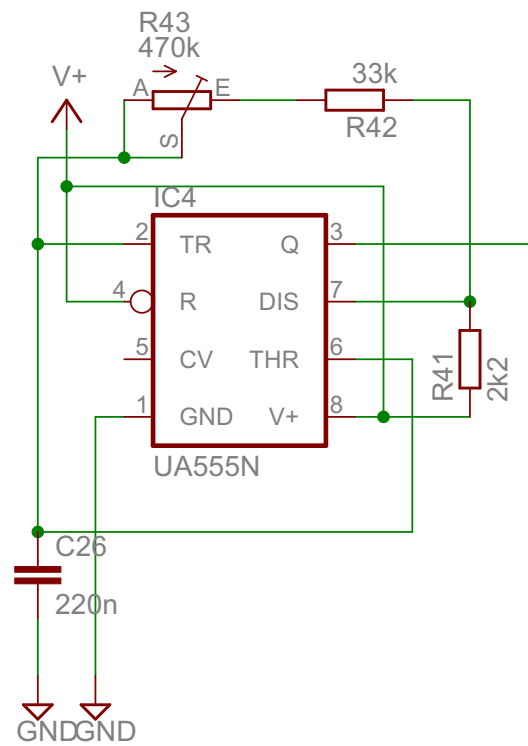 R43
470k
V+
A
E
S
33k
R42
IC4
2
TR
Q
3
4
R
DIS
7
5
CV
THR
6
1
GND
V+
8
R41
2k2
UA555N
C26
220n
GND
GND